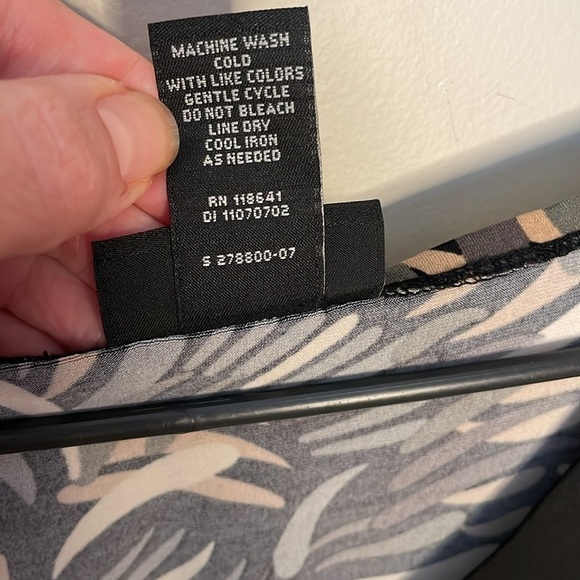 MACHINE WASH
COLD
WITH LIKE COLORS
GENTLE CYCLE
DO NOT BLEACH
LINE DRY
COOL IRON
AS NEEDED
RN 118641
DI 11070702
S 278800-07